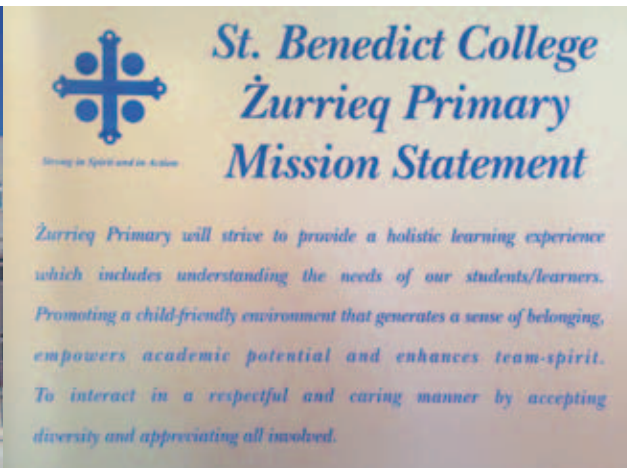 St. Benedict College
Żurrieq Primary
Mission Statement
Strong in Spirit and in Action
Żurrieq Primary will strive to provide a holistic learning experience
which includes understanding the needs of our students/learners.
Promoting a child-friendly environment that generates a sense of belonging,
empowers academic potential and enhances team-spirit.
To interact in a respectful and caring manner by accepting
diversity and appreciating all involved.